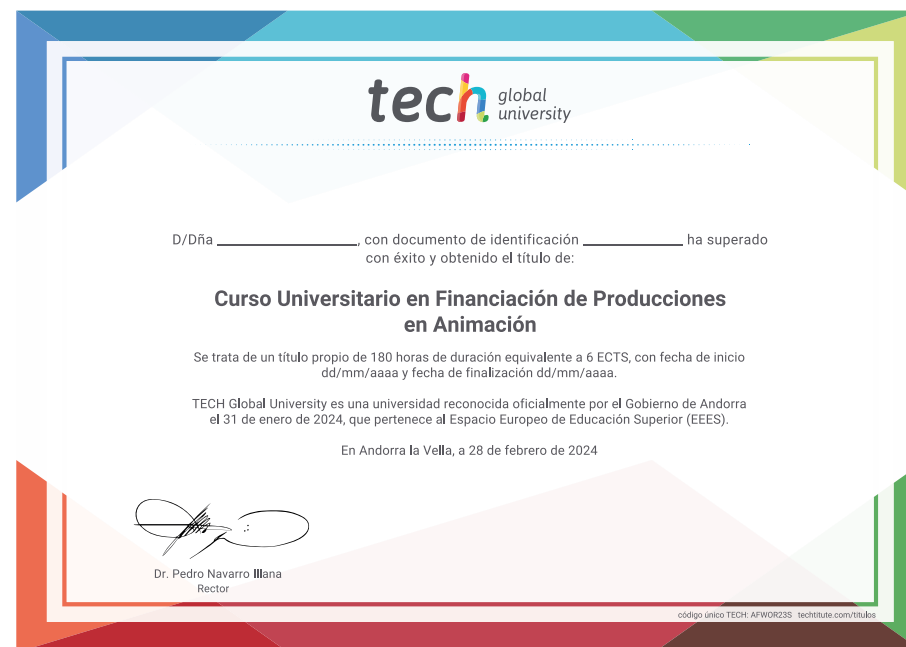 tech global university
D/Dña ____________, con documento de identificación ____________ ha superado
con éxito y obtenido el título de:
Curso Universitario en Financiación de Producciones
en Animación
Se trata de un título propio de 180 horas de duración equivalente a 6 ECTS, con fecha de inicio
dd/mm/aaaa y fecha de finalización dd/mm/aaaa.
TECH Global University es una universidad reconocida oficialmente por el Gobierno de Andorra
el 31 de enero de 2024, que pertenece al Espacio Europeo de Educación Superior (EEES).
En Andorra la Vella, a 28 de febrero de 2024
Dr. Pedro Navarro Illana
Rector
código único TECH: AFWOR23S techtitute.com/titulos